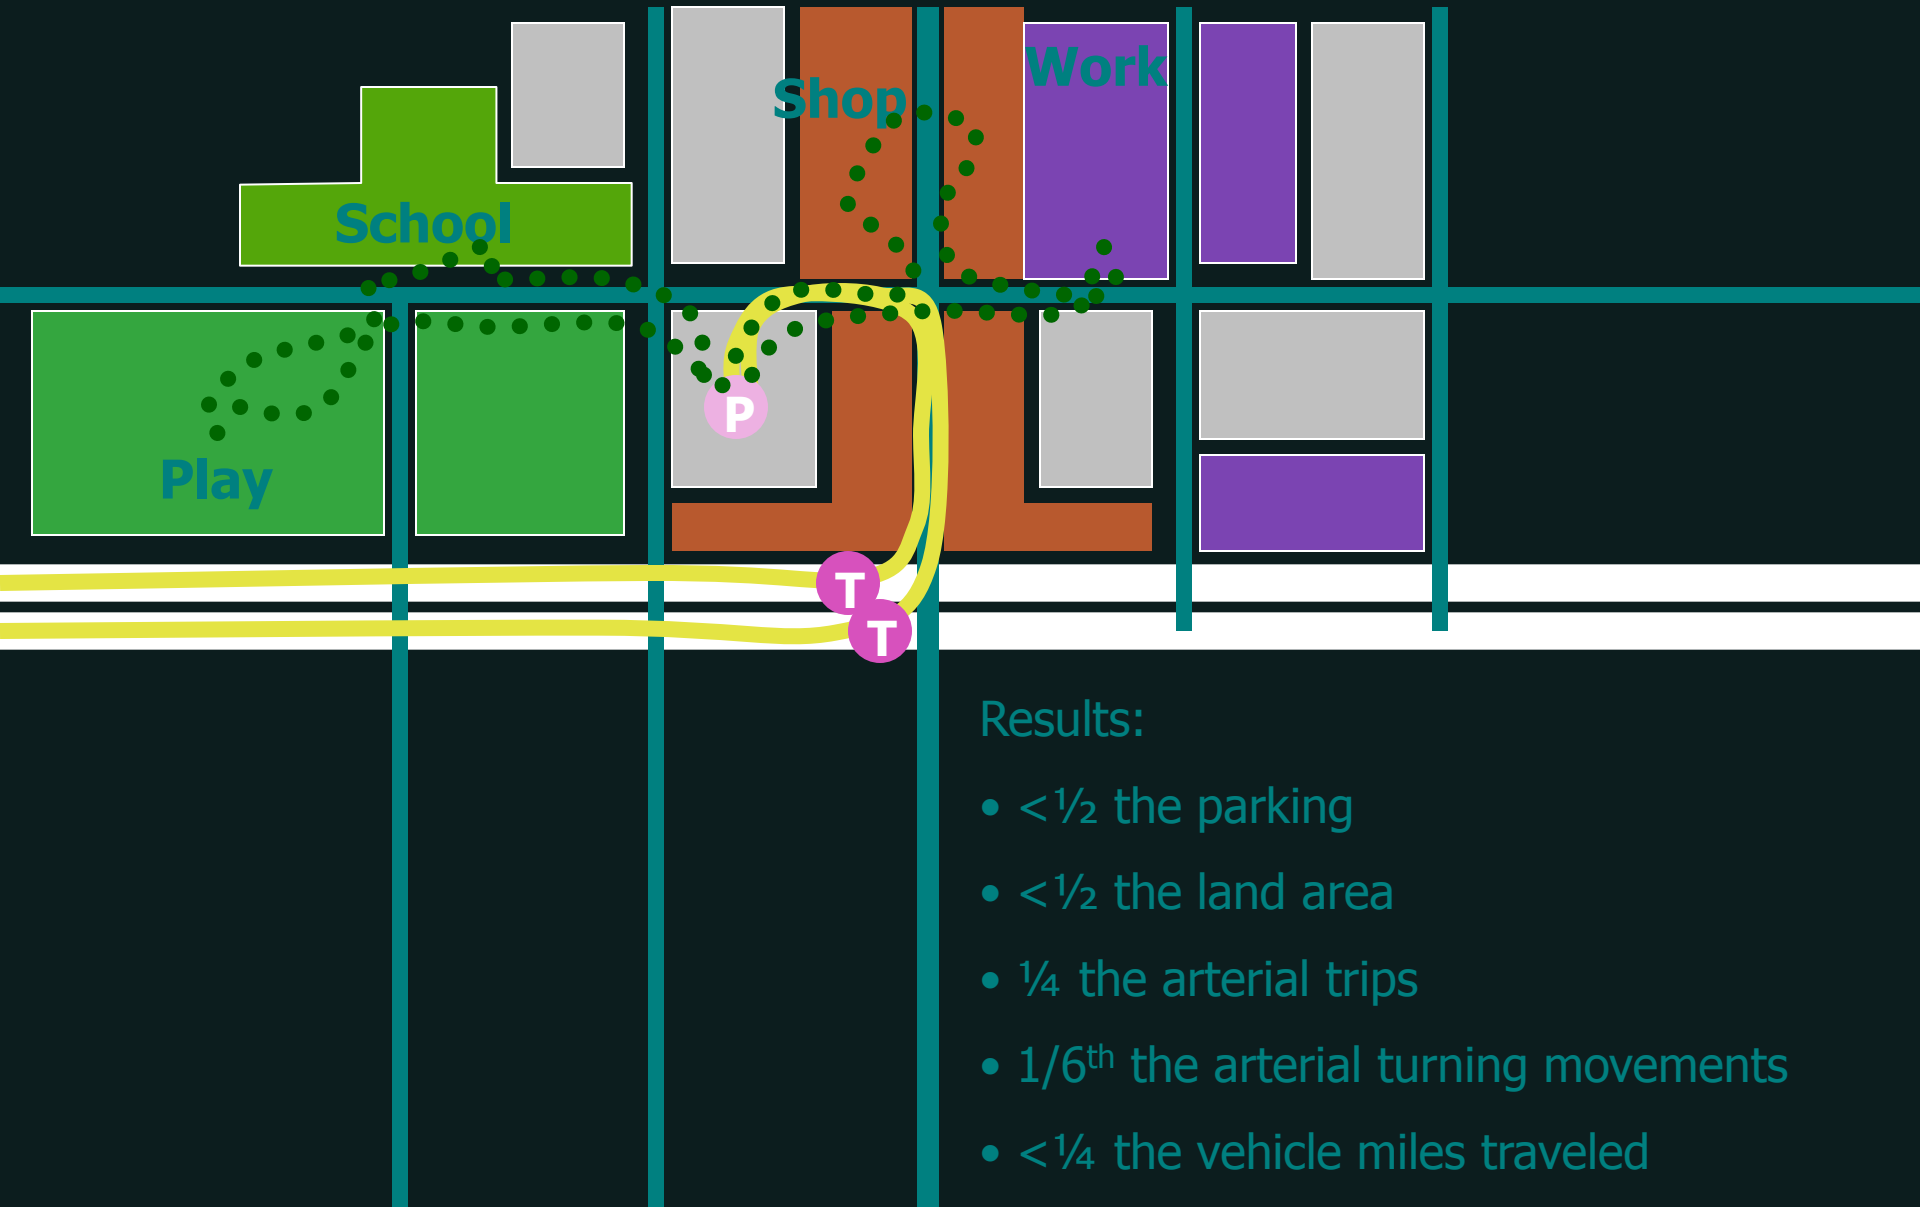 Work
Shop
School
P
Play
T
T
Results:
• <½ the parking
• <½ the land area
• ¼ the arterial trips
• 1/6th the arterial turning movements
• <¼ the vehicle miles traveled